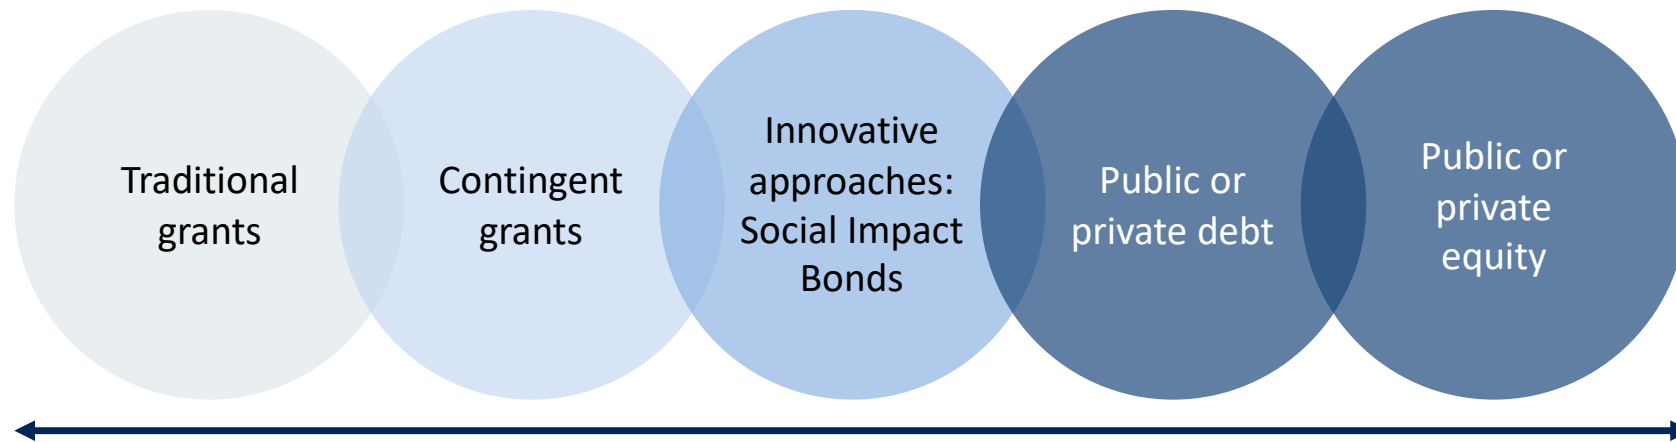 Traditional
grants
Contingent
grants
Innovative
approaches:
Social Impact
Bonds
Public or
private debt
Public or
private
equity